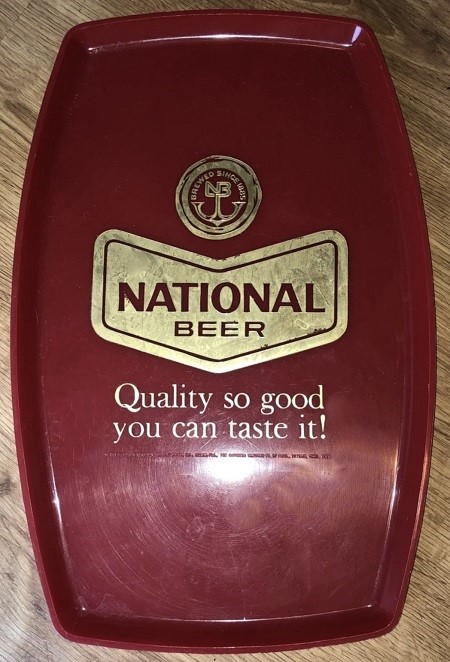 BREWED SINCE 1885
NB
NATIONAL
BEER
Quality so good
you can taste it!